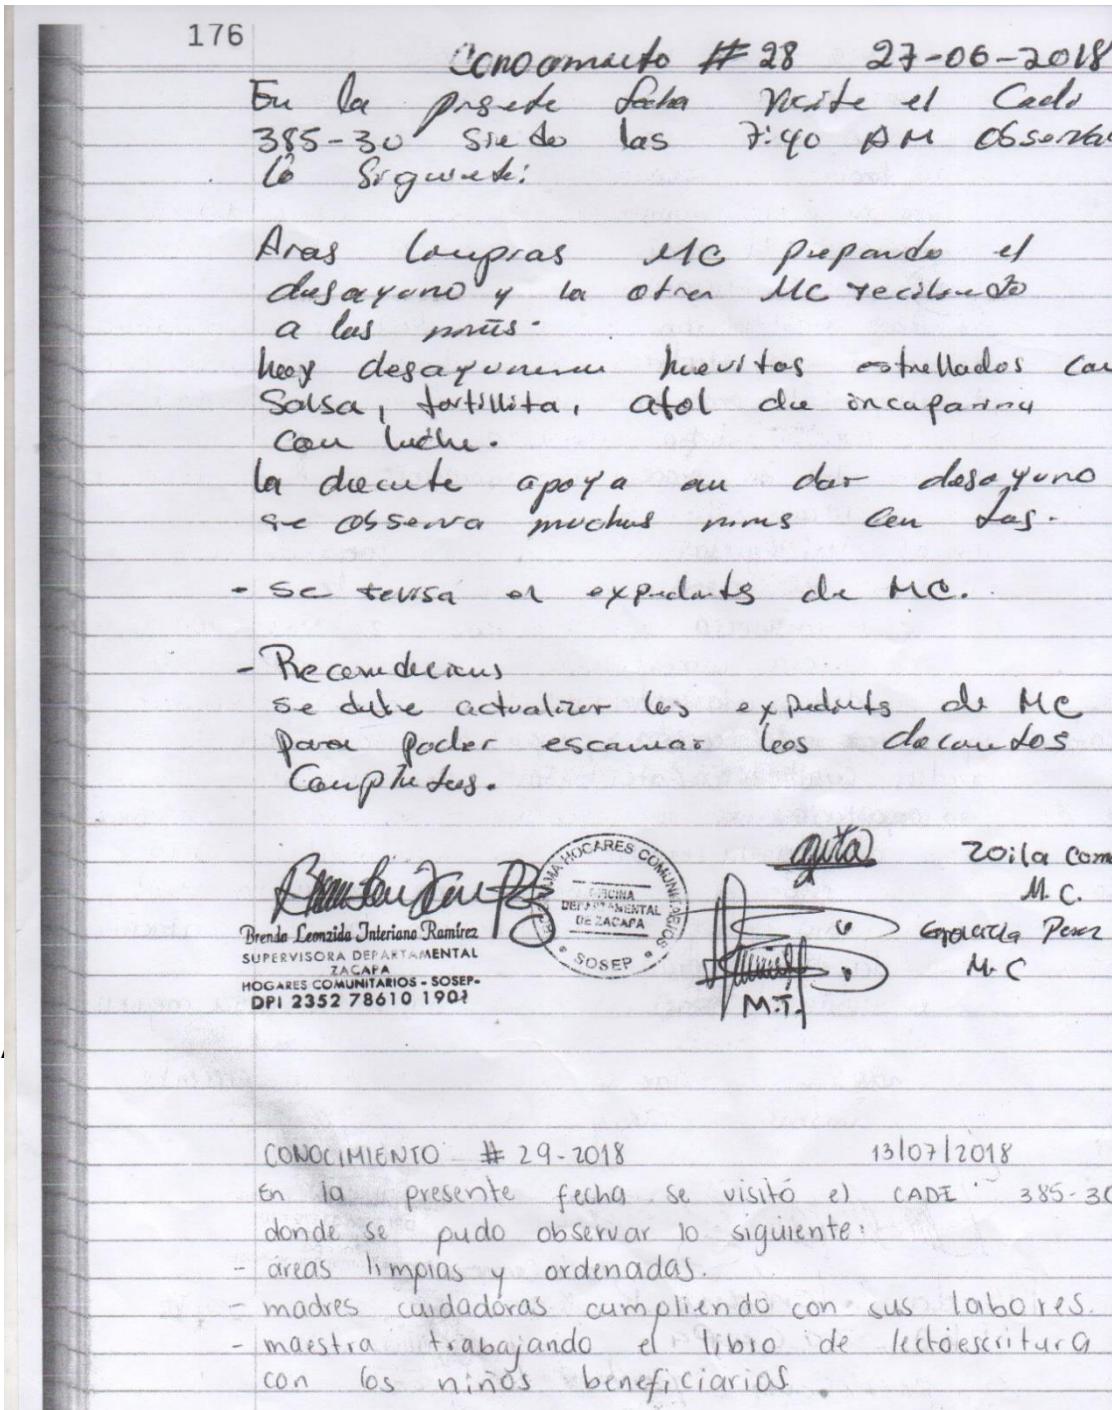 176
Conocimiento # 28 27-06-2018
En la presente fecha visite el Cadi
385-30 Siendo las 7:40 AM Observa
lo Siguiente:
Areas Limpias MC preparando el
desayuno y la otra MC recibiendo
a los niños.
hoy desayunaran huevitos estrellados con
Salsa, tortillita, atol de incaparina
con leche.
la docente apoya en dar desayuno
se observa muchos niños con tos.
- se revisa el expedientes de MC.
- Recomendaciones
se debe actualizar los expedientes de MC
para poder escanear los documentos
Completos.
PROGRAMA HOGARES COMUNITARIOS
OFICINA
DEPARTAMENTAL
DE ZACAPA
SOSEP
Zoila
M.C.
Perez
M.C
M.T.
Brenda Leonzida Interiano Ramírez
SUPERVISORA DEPARTAMENTAL
ZACAPA
HOGARES COMUNITARIOS - SOSEP-
DPI 2352 78610 1901
CONOCIMIENTO # 29-2018 13/07/2018
En la presente fecha se visitó el CADI 385-30
donde se pudo observar lo siguiente:
- áreas limpias y ordenadas.
- madres cuidadoras cumpliendo con sus labores.
- maestra trabajando el libro de lectoescritura
con los niños beneficiarios.